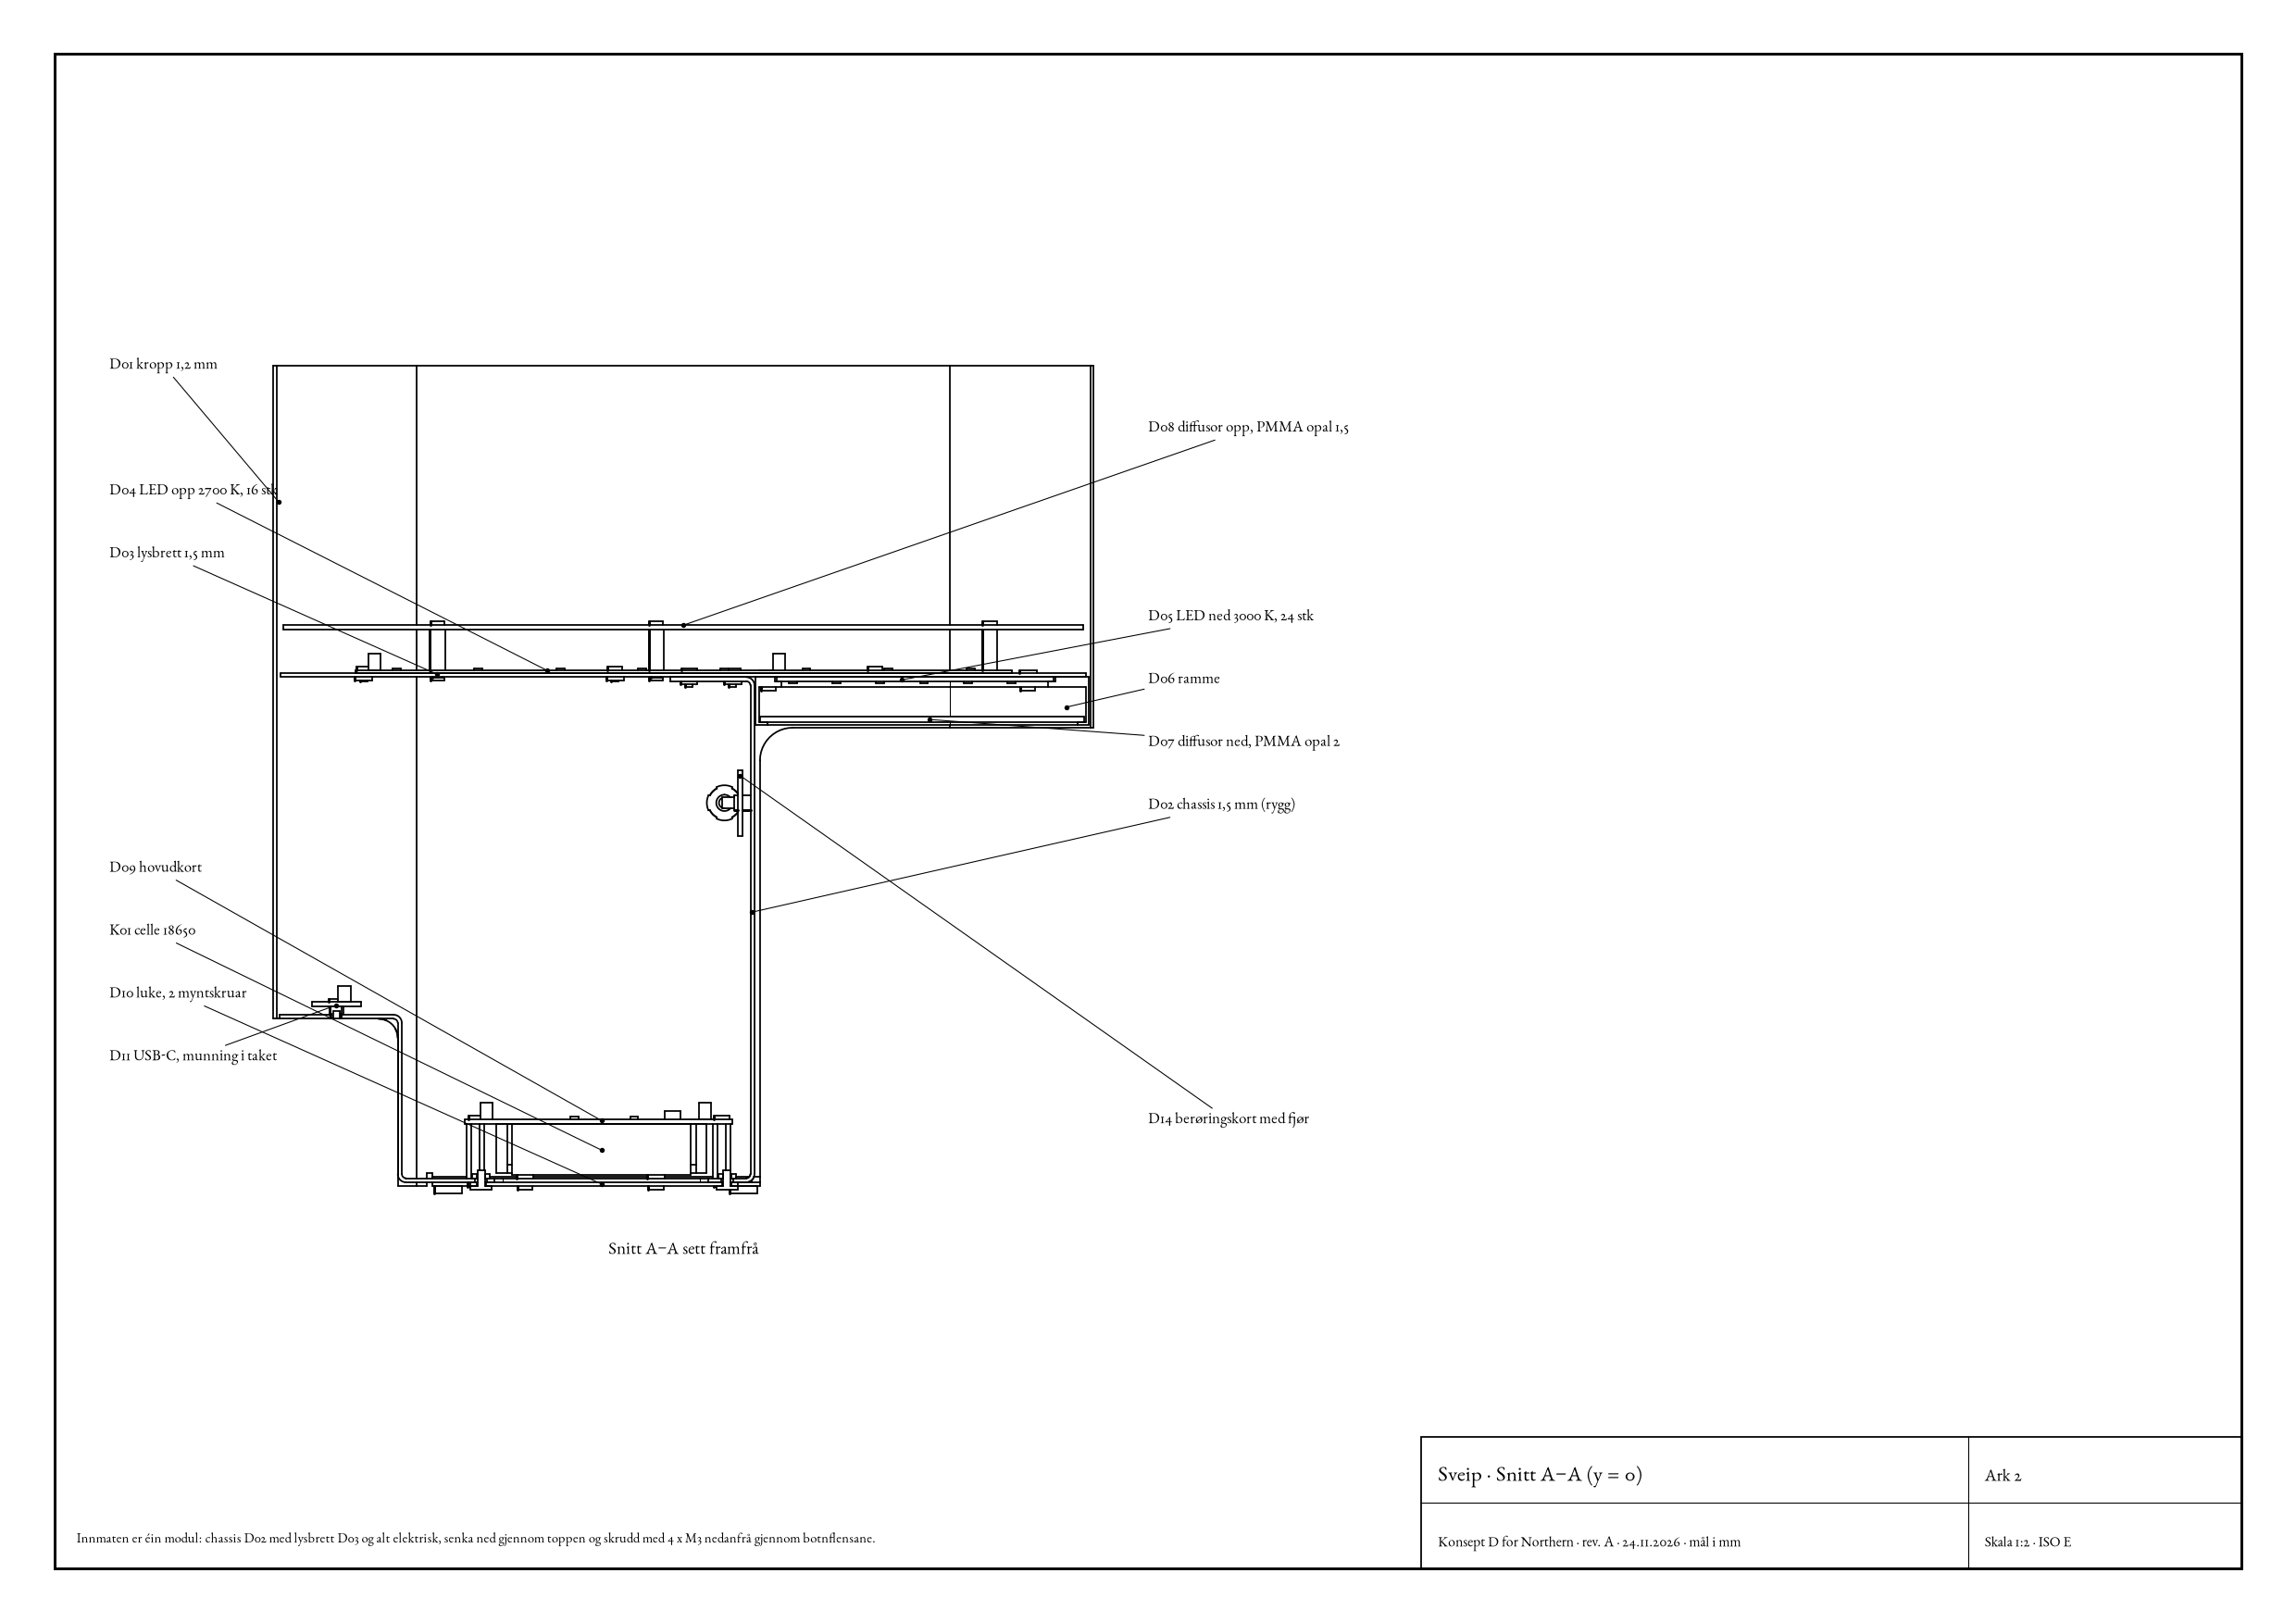 D01 kropp 1,2 mm
D08 diffusor opp, PMMA opal 1,5
D04 LED opp 2700 K, 16 stk
D03 lysbrett 1,5 mm
D05 LED ned 3000 K, 24 stk
D06 ramme
D07 diffusor ned, PMMA opal 2
D02 chassis 1,5 mm (rygg)
D09 hovudkort
K01 celle 18650
D10 luke, 2 myntskruar
D11 USB-C, munning i taket
D14 berøringskort med fjør
Snitt A–A sett framfrå
Sveip · Snitt A–A (y = 0)
Ark 2
Innmaten er éin modul: chassis D02 med lysbrett D03 og alt elektrisk, senka ned gjennom toppen og skrudd med 4 x M3 nedanfrå gjennom botnflensane.
Konsept D for Northern · rev. A · 24.11.2026 · mål i mm
Skala 1:2 · ISO E